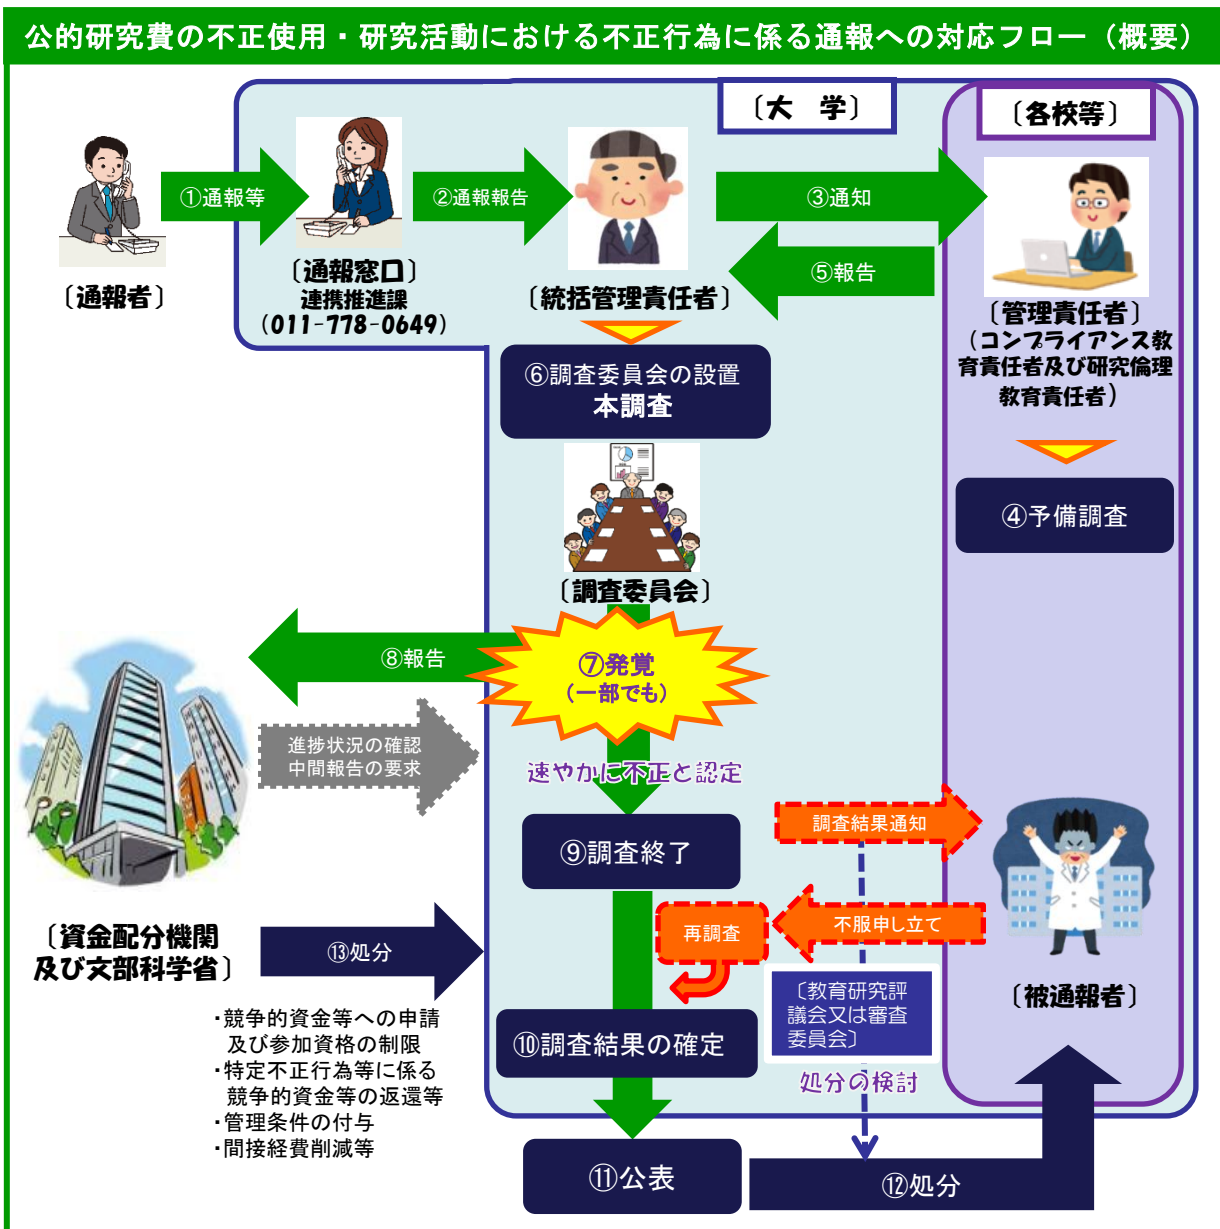 公的研究費の不正使用・研究活動における不正行為に係る通報への対応フロー（概要）
〔大　学〕
〔各校等〕
①通報等
②通報報告
③通知
⑤報告
〔通報者〕
〔通報窓口〕
連携推進課
(011-778-0649)
〔統括管理責任者〕
〔管理責任者〕
（コンプライアンス教
育責任者及び研究倫理
教育責任者）
⑥調査委員会の設置
本調査
④予備調査
〔調査委員会〕
⑧報告
⑦発覚
（一部でも）
進捗状況の確認
中間報告の要求
速やかに不正と認定
調査結果通知
⑨調査終了
不服申し立て
再調査
〔資金配分機関
及び文部科学省〕
⑬処分
〔教育研究評
議会又は審査
委員会〕
〔被通報者〕
・競争的資金等への申請
及び参加資格の制限
・特定不正行為等に係る
競争的資金等の返還等
・管理条件の付与
・間接経費削減等
⑩調査結果の確定
処分の検討
⑪公表
⑫処分